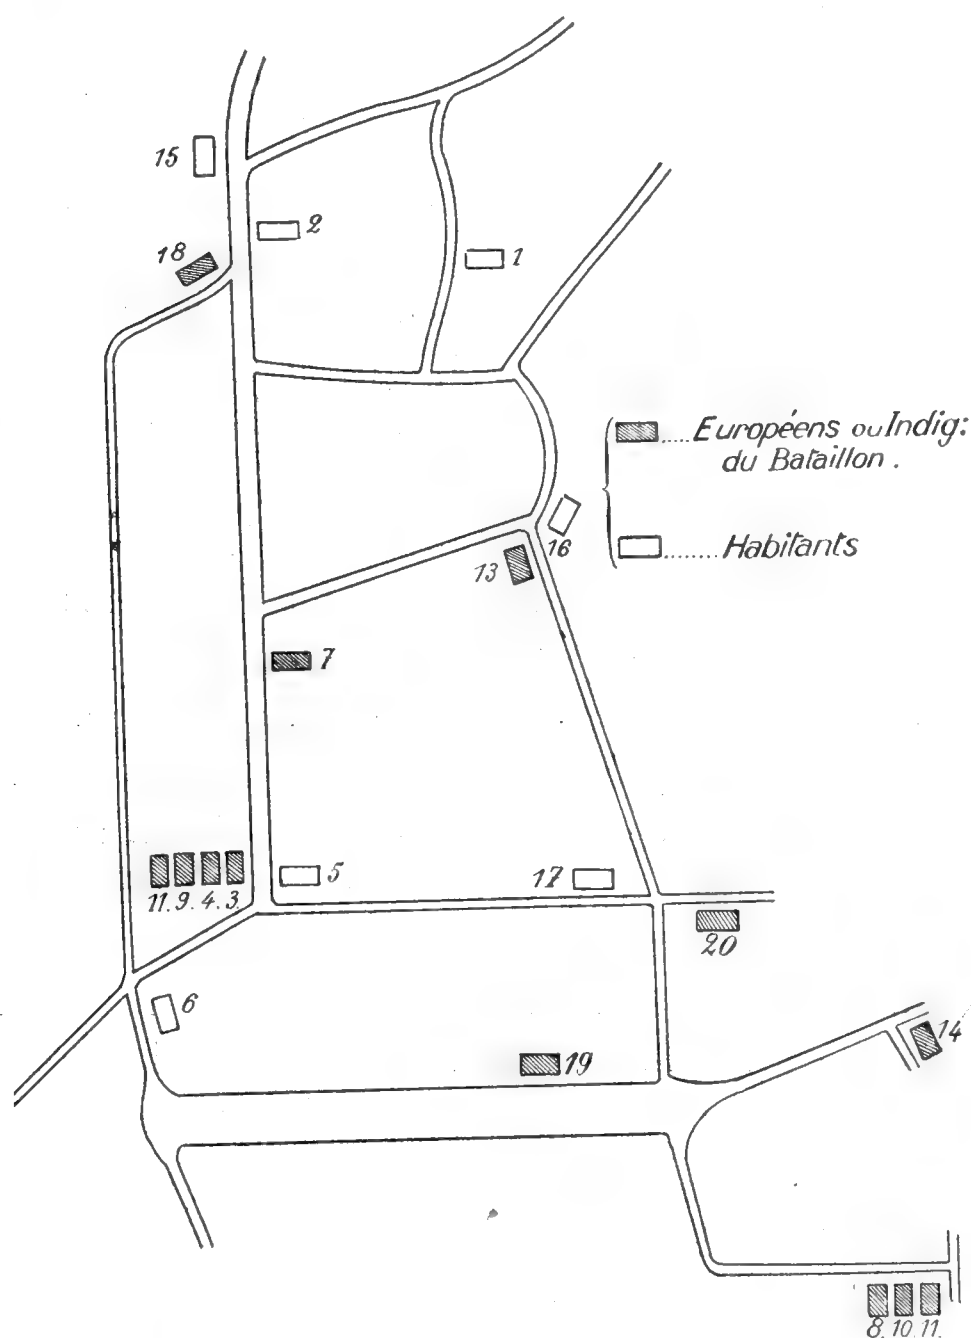 15
2
18
1
..... Européens ou Indig:
du Bataillon .
........ Habitants
16
13
7
5
17
11. 9. 4. 3.
20
6
14
19
8. 10. 11.